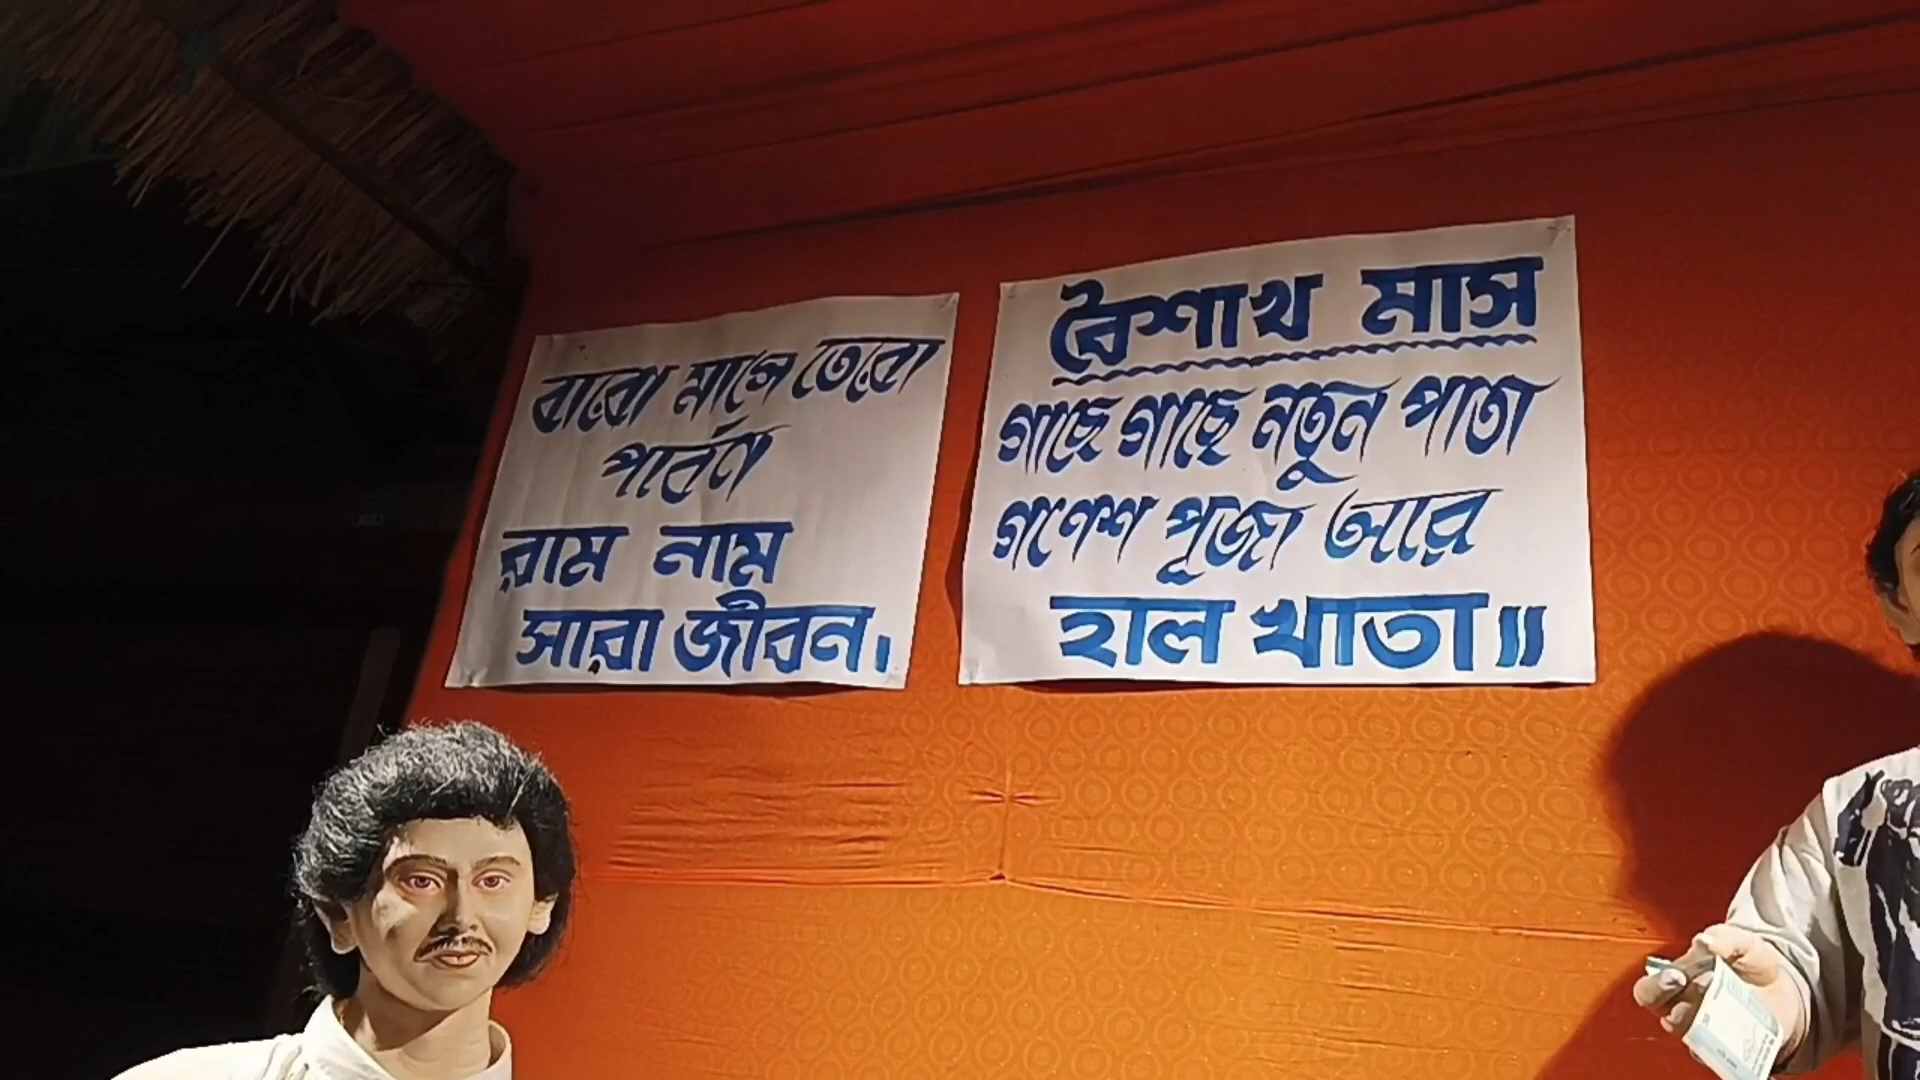 বারো মাসে তেরো
পার্বণ
রাম নাম
সারা জীবন।
বৈশাখ মাস
গাছে গাছে নতুন পাতা
গণেশ পূজা আর
হাল খাতা॥